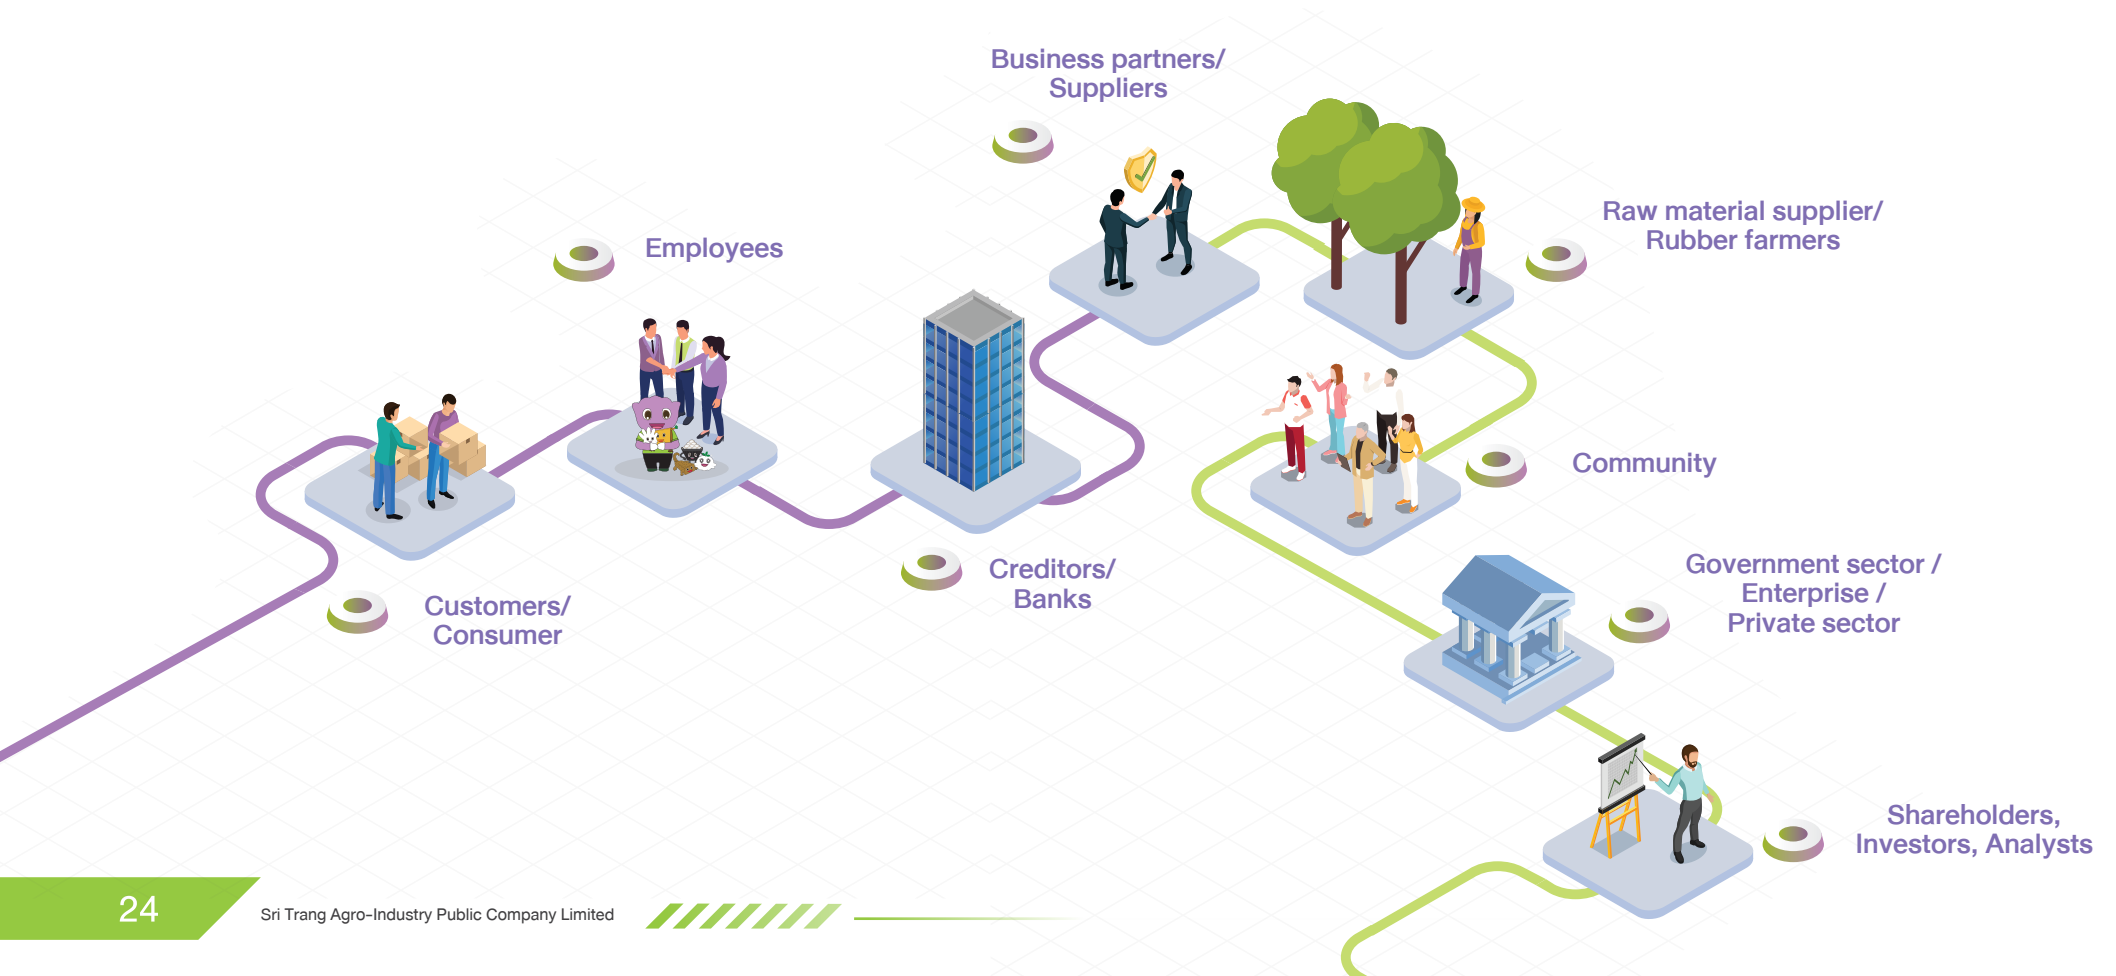 Business partners/
Suppliers
Raw material supplier/
Rubber farmers
Employees
Community
Creditors/
Banks
Government sector /
Enterprise /
Private sector
Customers/
Consumer
Shareholders,
Investors, Analysts
24
Sri Trang Agro-Industry Public Company Limited